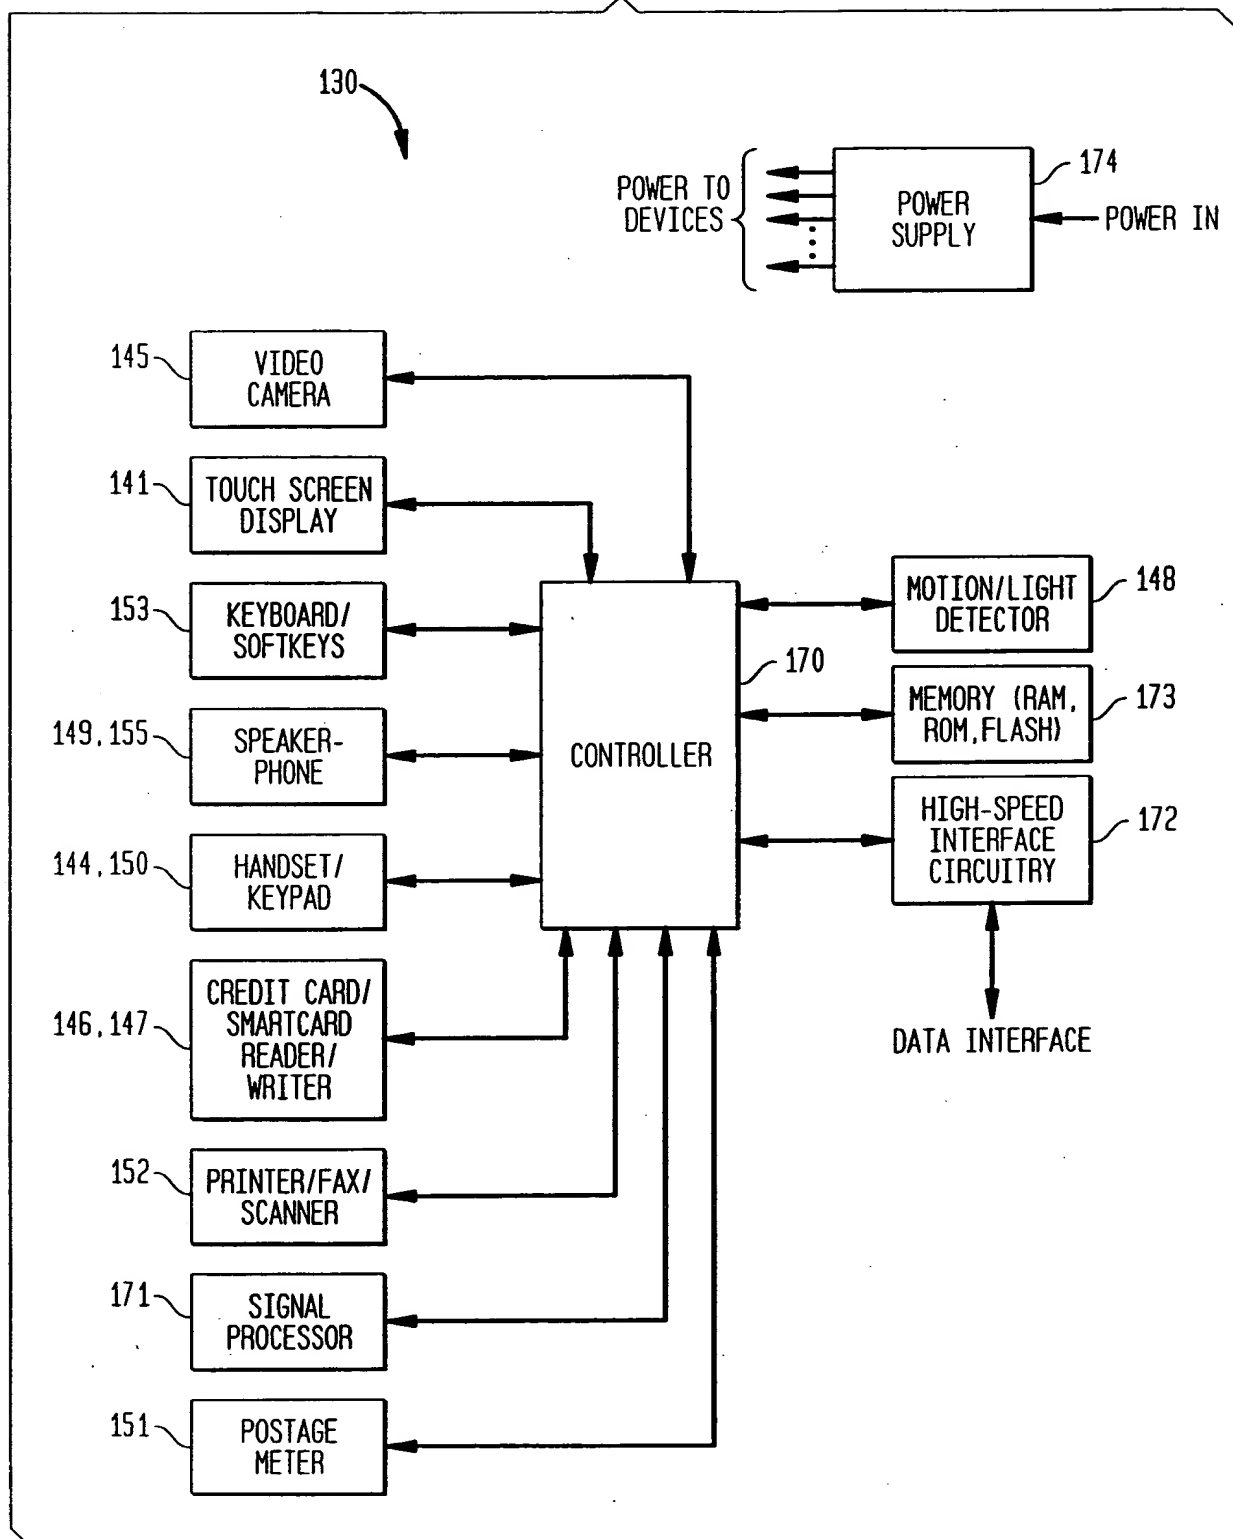 130
174
POWER TO
DEVICES
POWER
SUPPLY
POWER IN
145
VIDEO
CAMERA
141
TOUCH SCREEN
DISPLAY
153
KEYBOARD/
SOFTKEYS
149,155
SPEAKER-
PHONE
144,150
HANDSET/
KEYPAD
146,147
CREDIT CARD/
SMARTCARD
READER/
WRITER
152
PRINTER/FAX/
SCANNER
171
SIGNAL
PROCESSOR
151
POSTAGE
METER
170
CONTROLLER
MOTION/LIGHT
DETECTOR
148
MEMORY (RAM,
ROM,FLASH)
173
HIGH-SPEED
INTERFACE
CIRCUITRY
172
DATA INTERFACE